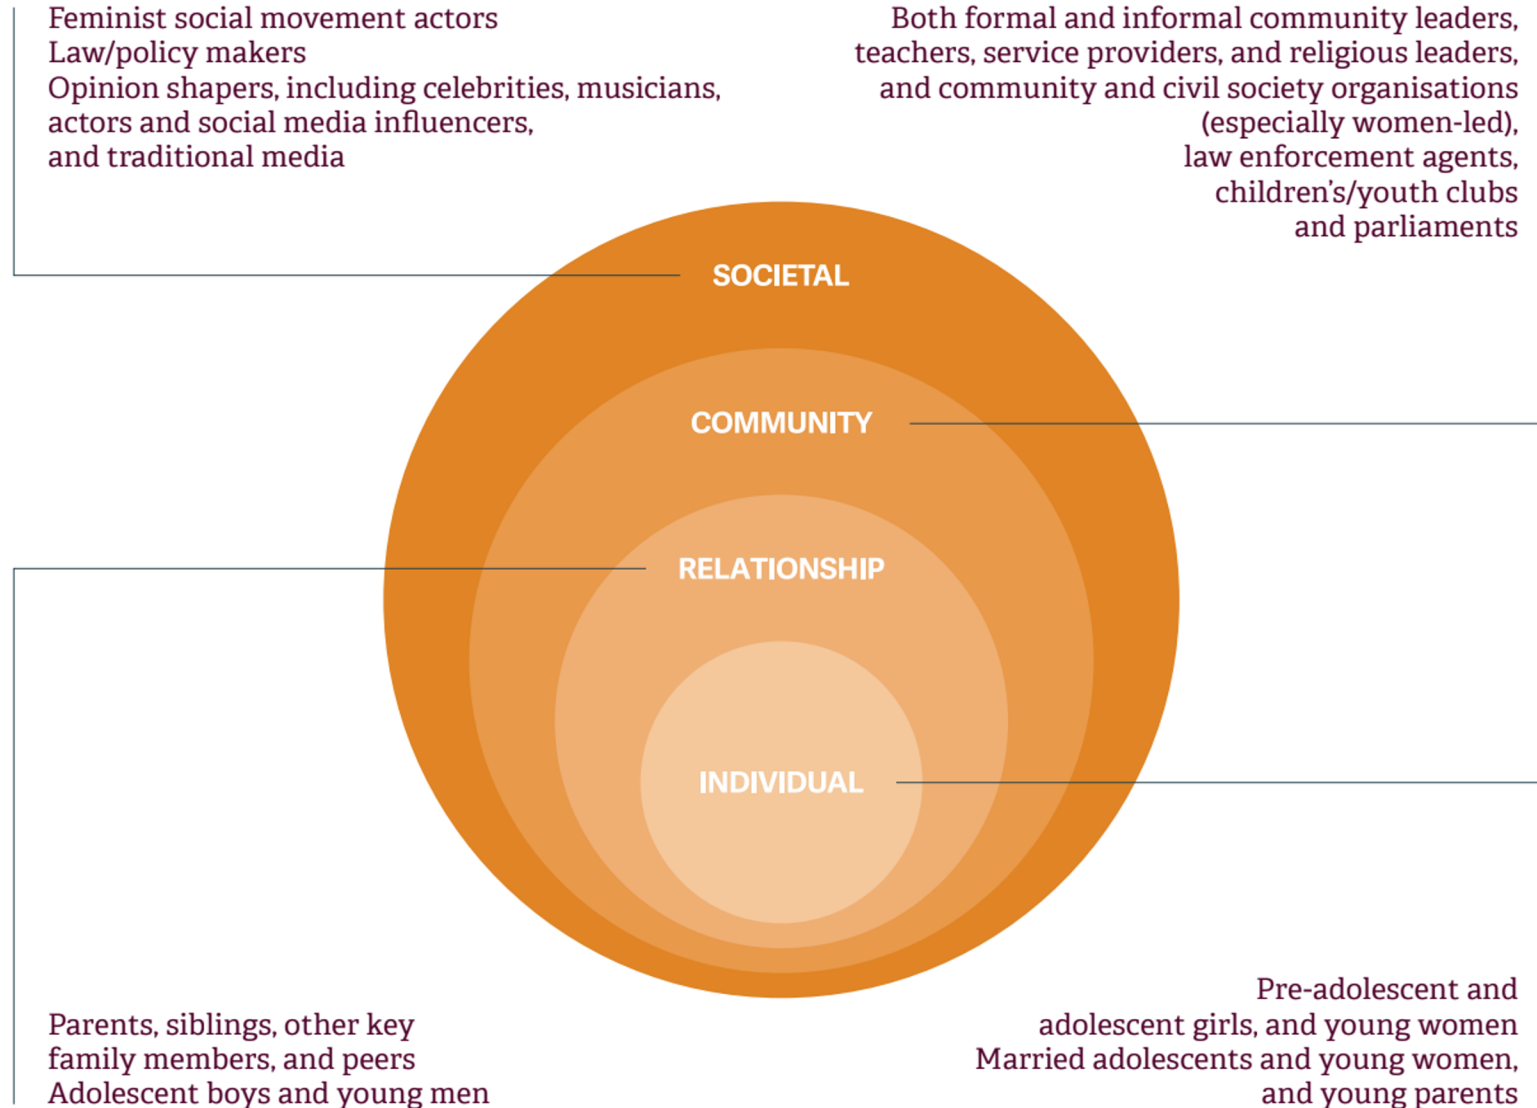 Feminist social movement actors
Law/policy makers
Opinion shapers, including celebrities, musicians,
actors and social media influencers,
and traditional media
Both formal and informal community leaders,
teachers, service providers, and religious leaders,
and community and civil society organisations
(especially women-led),
law enforcement agents,
children's/youth clubs
and parliaments
SOCIETAL
COMMUNITY
RELATIONSHIP
INDIVIDUAL
Parents, siblings, other key
family members, and peers
Adolescent boys and young men
Pre-adolescent and
adolescent girls, and young women
Married adolescents and young women,
and young parents